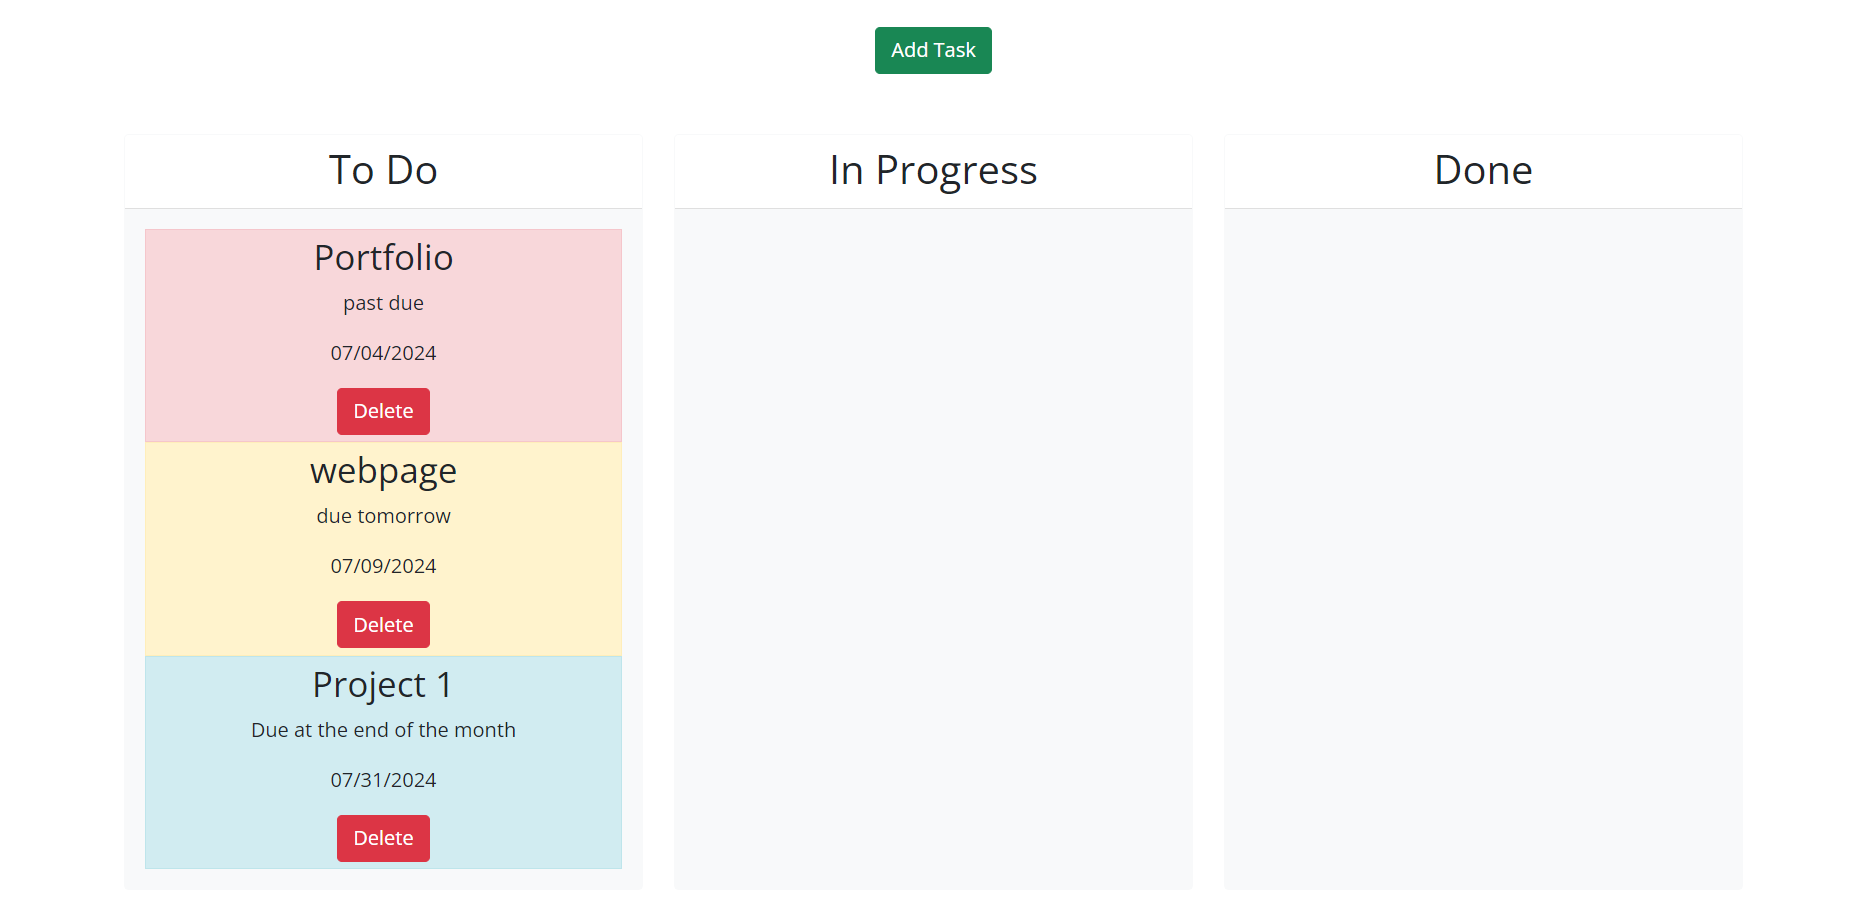 Add Task
To Do
Portfolio
past due
07/04/2024
Delete
webpage
due tomorrow
07/09/2024
Delete
Project 1
Due at the end of the month
07/31/2024
Delete
In Progress
Done